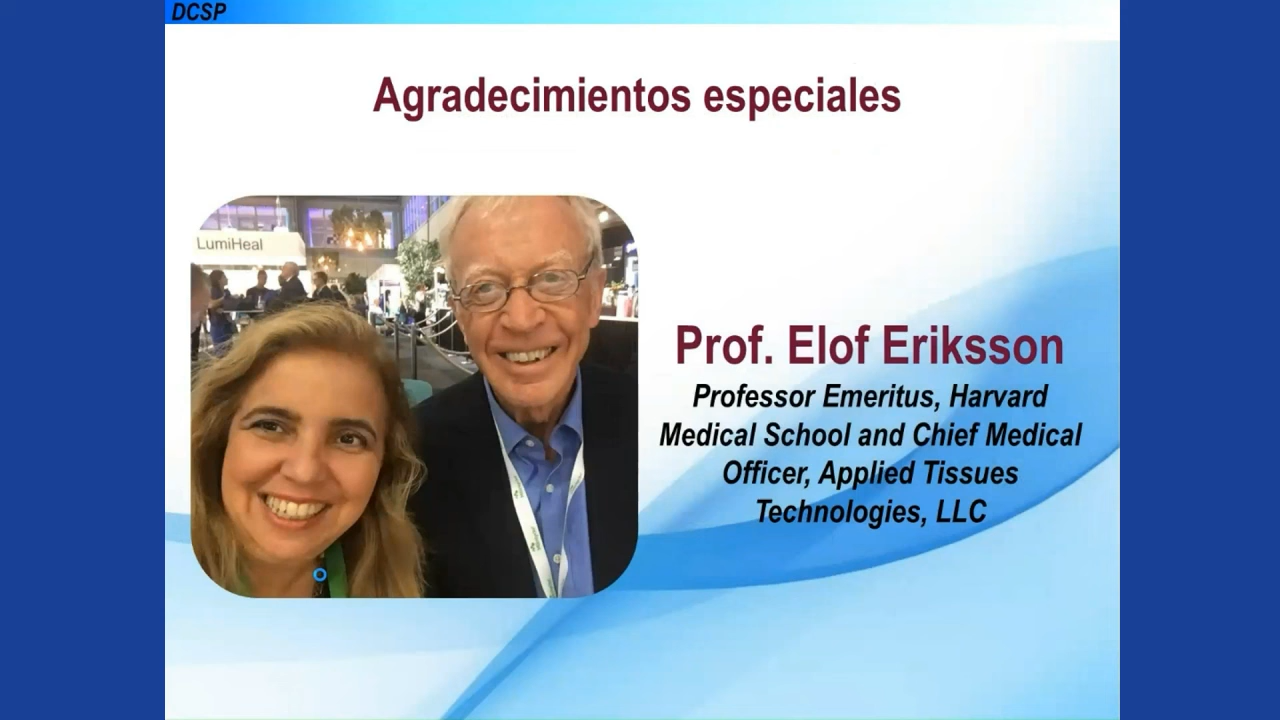 DCSP
Agradecimientos especiales
LumiHeal
Prof. Elof Eriksson
Professor Emeritus, Harvard
Medical School and Chief Medical
Officer, Applied Tissues
Technologies, LLC